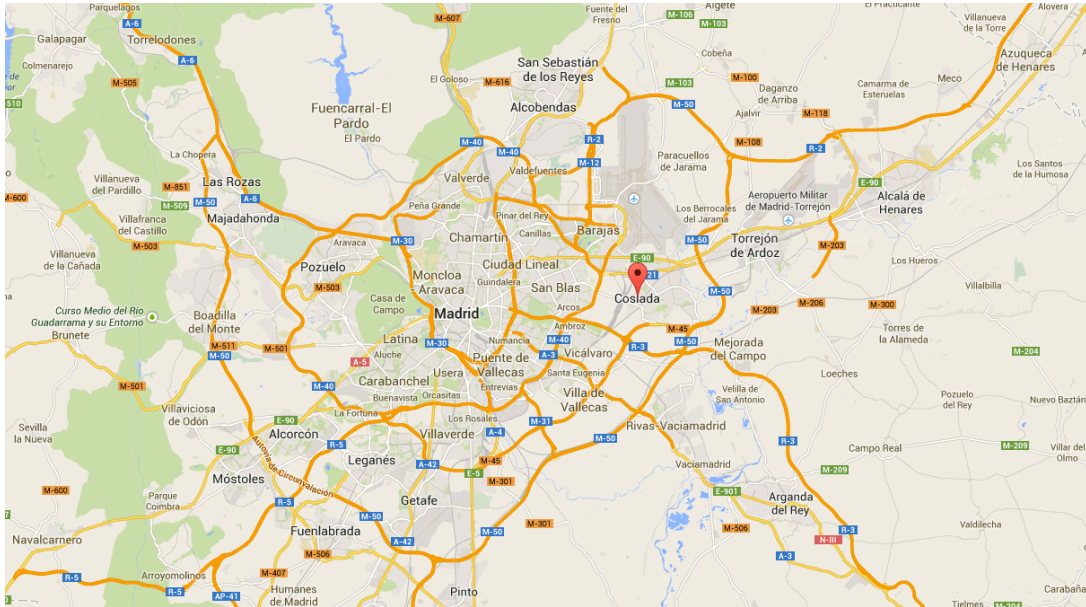 Parquelagos
A-6
Torrelodones
Galapagar
Colmenarejo
M-505
A-6
M-607
Fuente del
Fresno
M-106
M-103
Algete
El Practicante
Villanueva
de la Torre
Alovera
Azuqueca
de Henares
San Sebastián
de los Reyes
El Goloso
M-616
Alcobendas
Cobeña
M-100
Daganzo
de Arriba
Camarma de
Esteruelas
Meco
M-50
Ajalvir
M-118
Fuencarral-El
Pardo
El Pardo
M-40
M-40
R-2
M-12
M-108
R-2
La Chopera
Valdefuentes
Paracuellos
de Jarama
Villanueva
del Pardillo
M-851
M-509
Las Rozas
M-50
A-6
Valverde
E-90
Los Santos
de la Humosa
M-600
Majadahonda
Peña Grande
Pinar del Rey
Aeropuerto Militar
de Madrid-Torrejón
Alcalá de
Henares
Villafranca
del Castillo
M-503
Los Berrocales
del Jarama
Aravaca
M-30
Chamartín
Canillas
Barajas
M-50
Torrejón
de Ardoz
M-203
Villanueva
de la Cañada
Pozuelo
M-503
Moncloa
Aravaca
Ciudad Lineal
Guindalera
San Blas
E-90
21
Coslada
Los Hueros
Villalbilla
Curso Medio del Río
Guadarrama y su Entorno
Brunete
Boadilla
del Monte
Casa de
Campo
Madrid
Arcos
M-50
M-203
M-206
M-300
M-511
M-50
M-501
Latina
Aluche
A-5
M-30
Numancia
Ambroz
M-40
A-3
Vicálvaro
M-45
R-3
M-50
Mejorada
del Campo
Torres de
la Alameda
M-204
M-501
M-40
Carabanchel
Buenavista
Usera
Orcasitas
Puente de
Vallecas
Entrevías
Santa Eugenia
Villa de
Vallecas
Velilla de
San Antonio
Loeches
Pozuelo
del Rey
Nuevo Baztán
Villaviciosa
de Odón
La Fortuna
E-90
Los Rosales
M-31
Rivas-Vaciamadrid
Sevilla
la Nueva
E-90
Alcorcón
R-5
Villaverde
A-4
M-50
R-3
Campo Real
M-209
Villar del
Olmo
Autovía de Circunvalación
Leganés
A-42
M-45
E-5
M-301
Vaciamadrid
M-209
M-600
Móstoles
Parque
Coimbra
R-5
Getafe
E-901
Arganda
del Rey
M-50
M-50
M-301
M-506
R-3
Valdilecha
Navalcarnero
Fuenlabrada
M-506
A-42
N-III
A-3
R-5
Arroyomolinos
R-5
AP-41
M-407
Humanes
de Madrid
Pinto
Tielmes
Carabaña